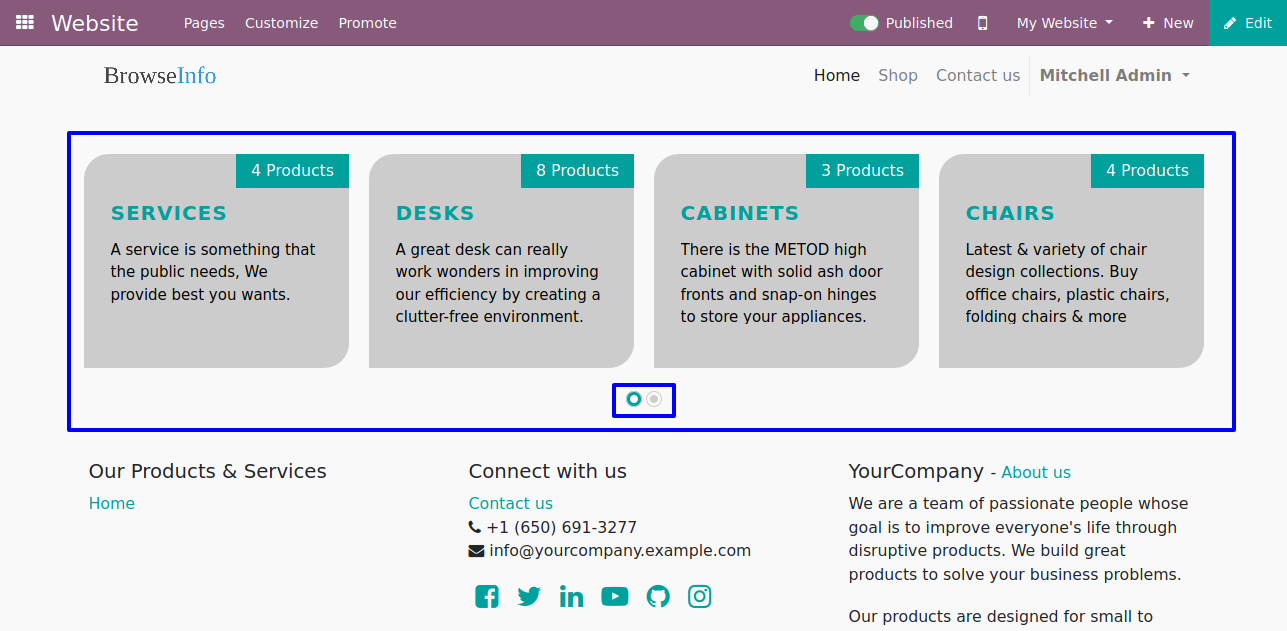 Website Pages Customize Promote Published My Website New Edit
BrowseInfo Home Shop Contact us Mitchell Admin
4 Products
SERVICES
A service is something that
the public needs, We
provide best you wants.
8 Products
DESKS
A great desk can really
work wonders in improving
our efficiency by creating a
clutter-free environment.
3 Products
CABINETS
There is the METOD high
cabinet with solid ash door
fronts and snap-on hinges
to store your appliances.
4 Products
CHAIRS
Latest & variety of chair
design collections. Buy
office chairs, plastic chairs,
folding chairs & more
Our Products & Services
Home
Connect with us
Contact us
+1 (650) 691-3277
info@yourcompany.example.com
YourCompany - About us
We are a team of passionate people whose
goal is to improve everyone's life through
disruptive products. We build great
products to solve your business problems.
Our products are designed for small to